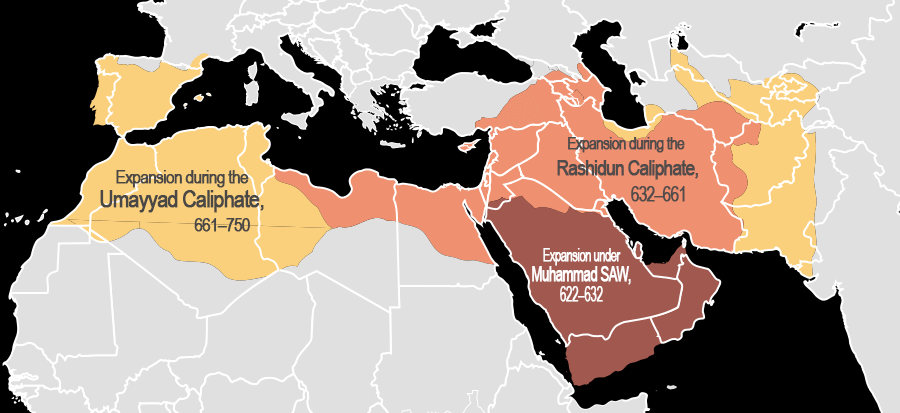 Expansion during the
Umayyad Caliphate,
661–750
Expansion during the
Rashidun Caliphate,
632–661
Expansion under
Muhammad SAW,
622–632